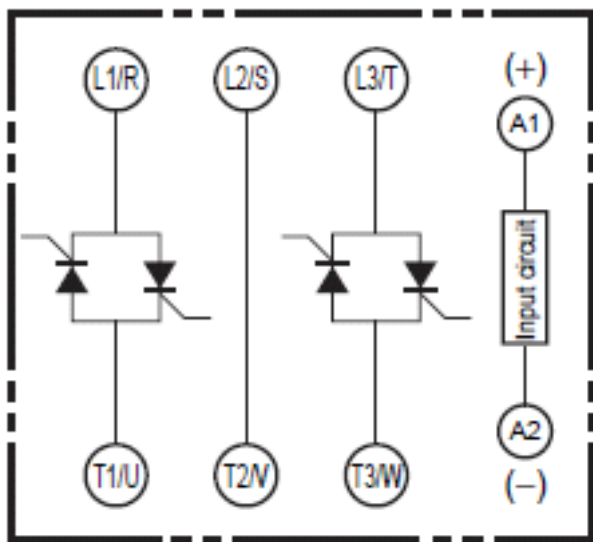 L1/R L2/S L3/T (+)
A1
Input circuit
A2
T1/U T2/V T3/W (−)